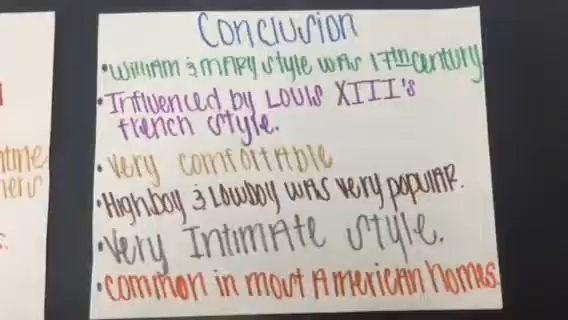 Conclusion
•William & Mary style was 17th century
•Influenced by Louis XIII's
french style.
•Very comfortable
•Highboy & Lowboy was very popular.
•Very Intimate style.
•Common in most American homes.